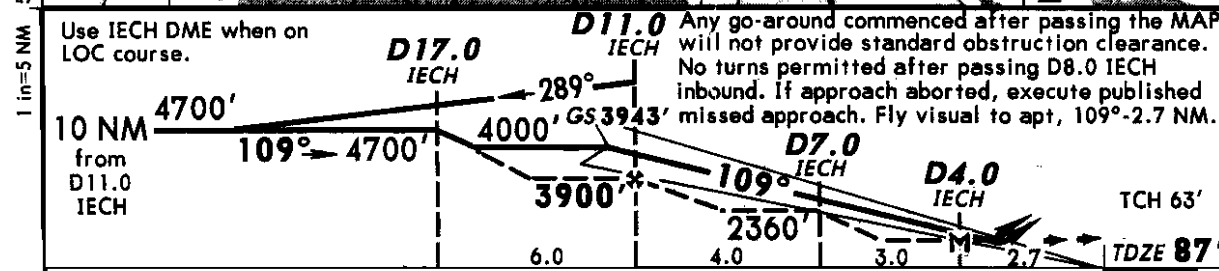 1 in=5 NM
Use IECH DME when on
LOC course.
D17.0
IECH
D11.0
IECH
Any go-around commenced after passing the MAP
will not provide standard obstruction clearance.
No turns permitted after passing D8.0 IECH
inbound. If approach aborted, execute published
missed approach. Fly visual to apt, 109°-2.7 NM.
289°
4700'
10 NM
from
D11.0
IECH
109° 4700'
4000'
GS 3943'
3900'
109°
D7.0
IECH
2360'
D4.0
IECH
M
TCH 63'
TDZE 87'
6.0
4.0
3.0
2.7